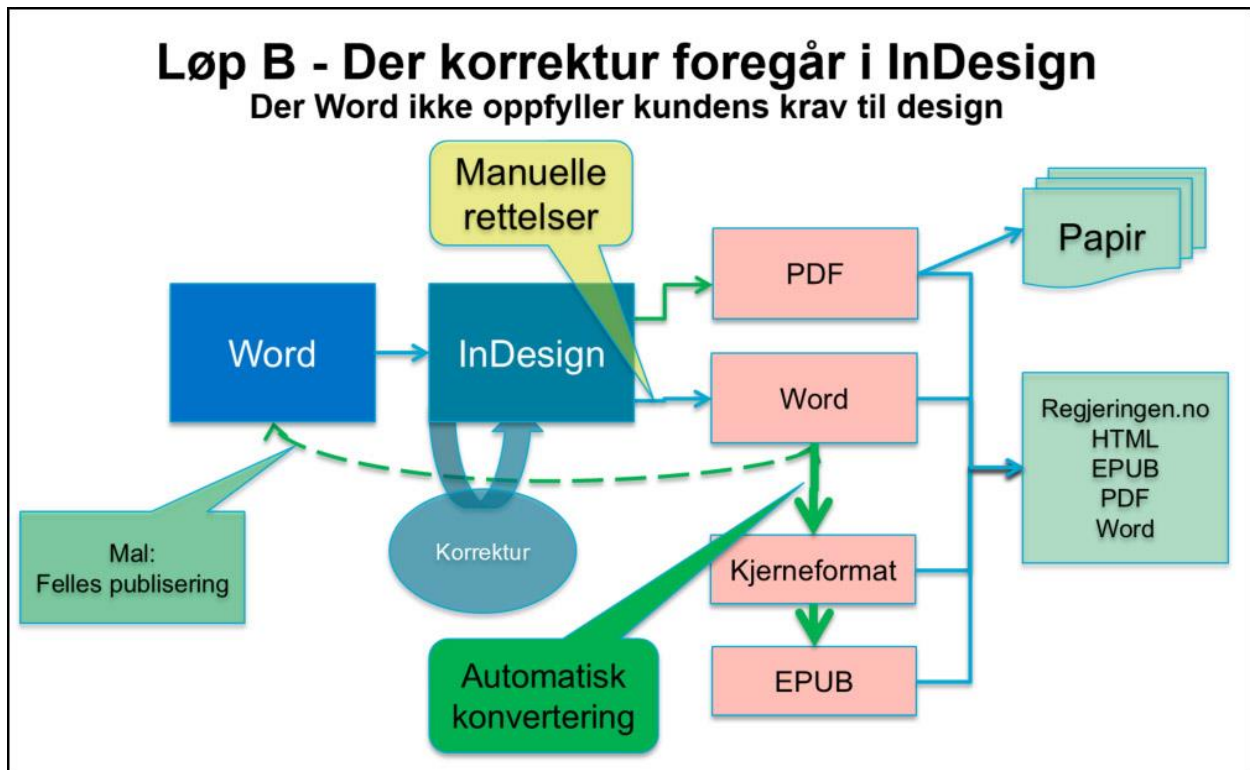 Løp B - Der korrektur foregår i InDesign
Der Word ikke oppfyller kundens krav til design
Manuelle
rettelser
Word
InDesign
PDF
Papir
Word
Regjeringen.no
HTML
EPUB
PDF
Word
Mal:
Felles publisering
Korrektur
Kjerneformat
Automatisk
konvertering
EPUB